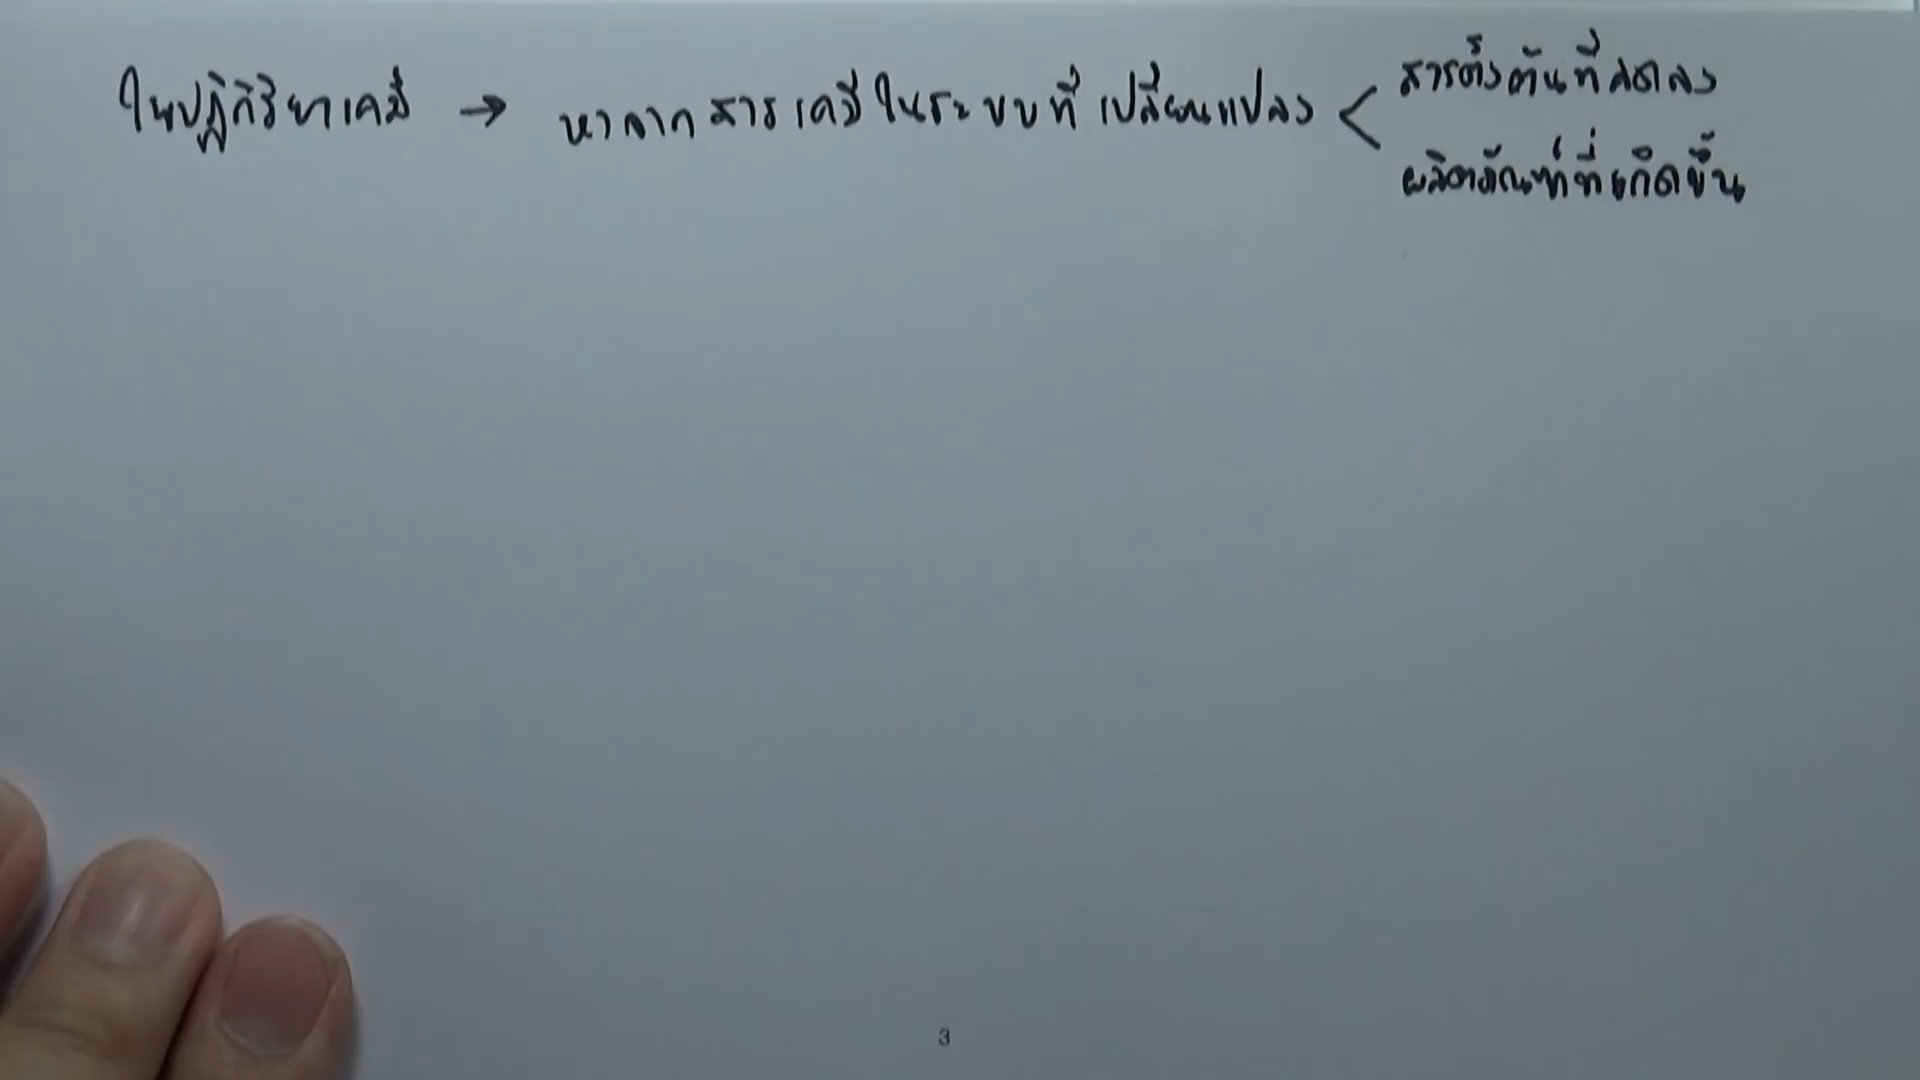 ในปฏิกิริยาเคมี → หาจากสารเคมีในระบบที่เปลี่ยนแปลง <
สารตั้งต้นที่ลดลง
ผลิตภัณฑ์ที่เกิดขึ้น
3